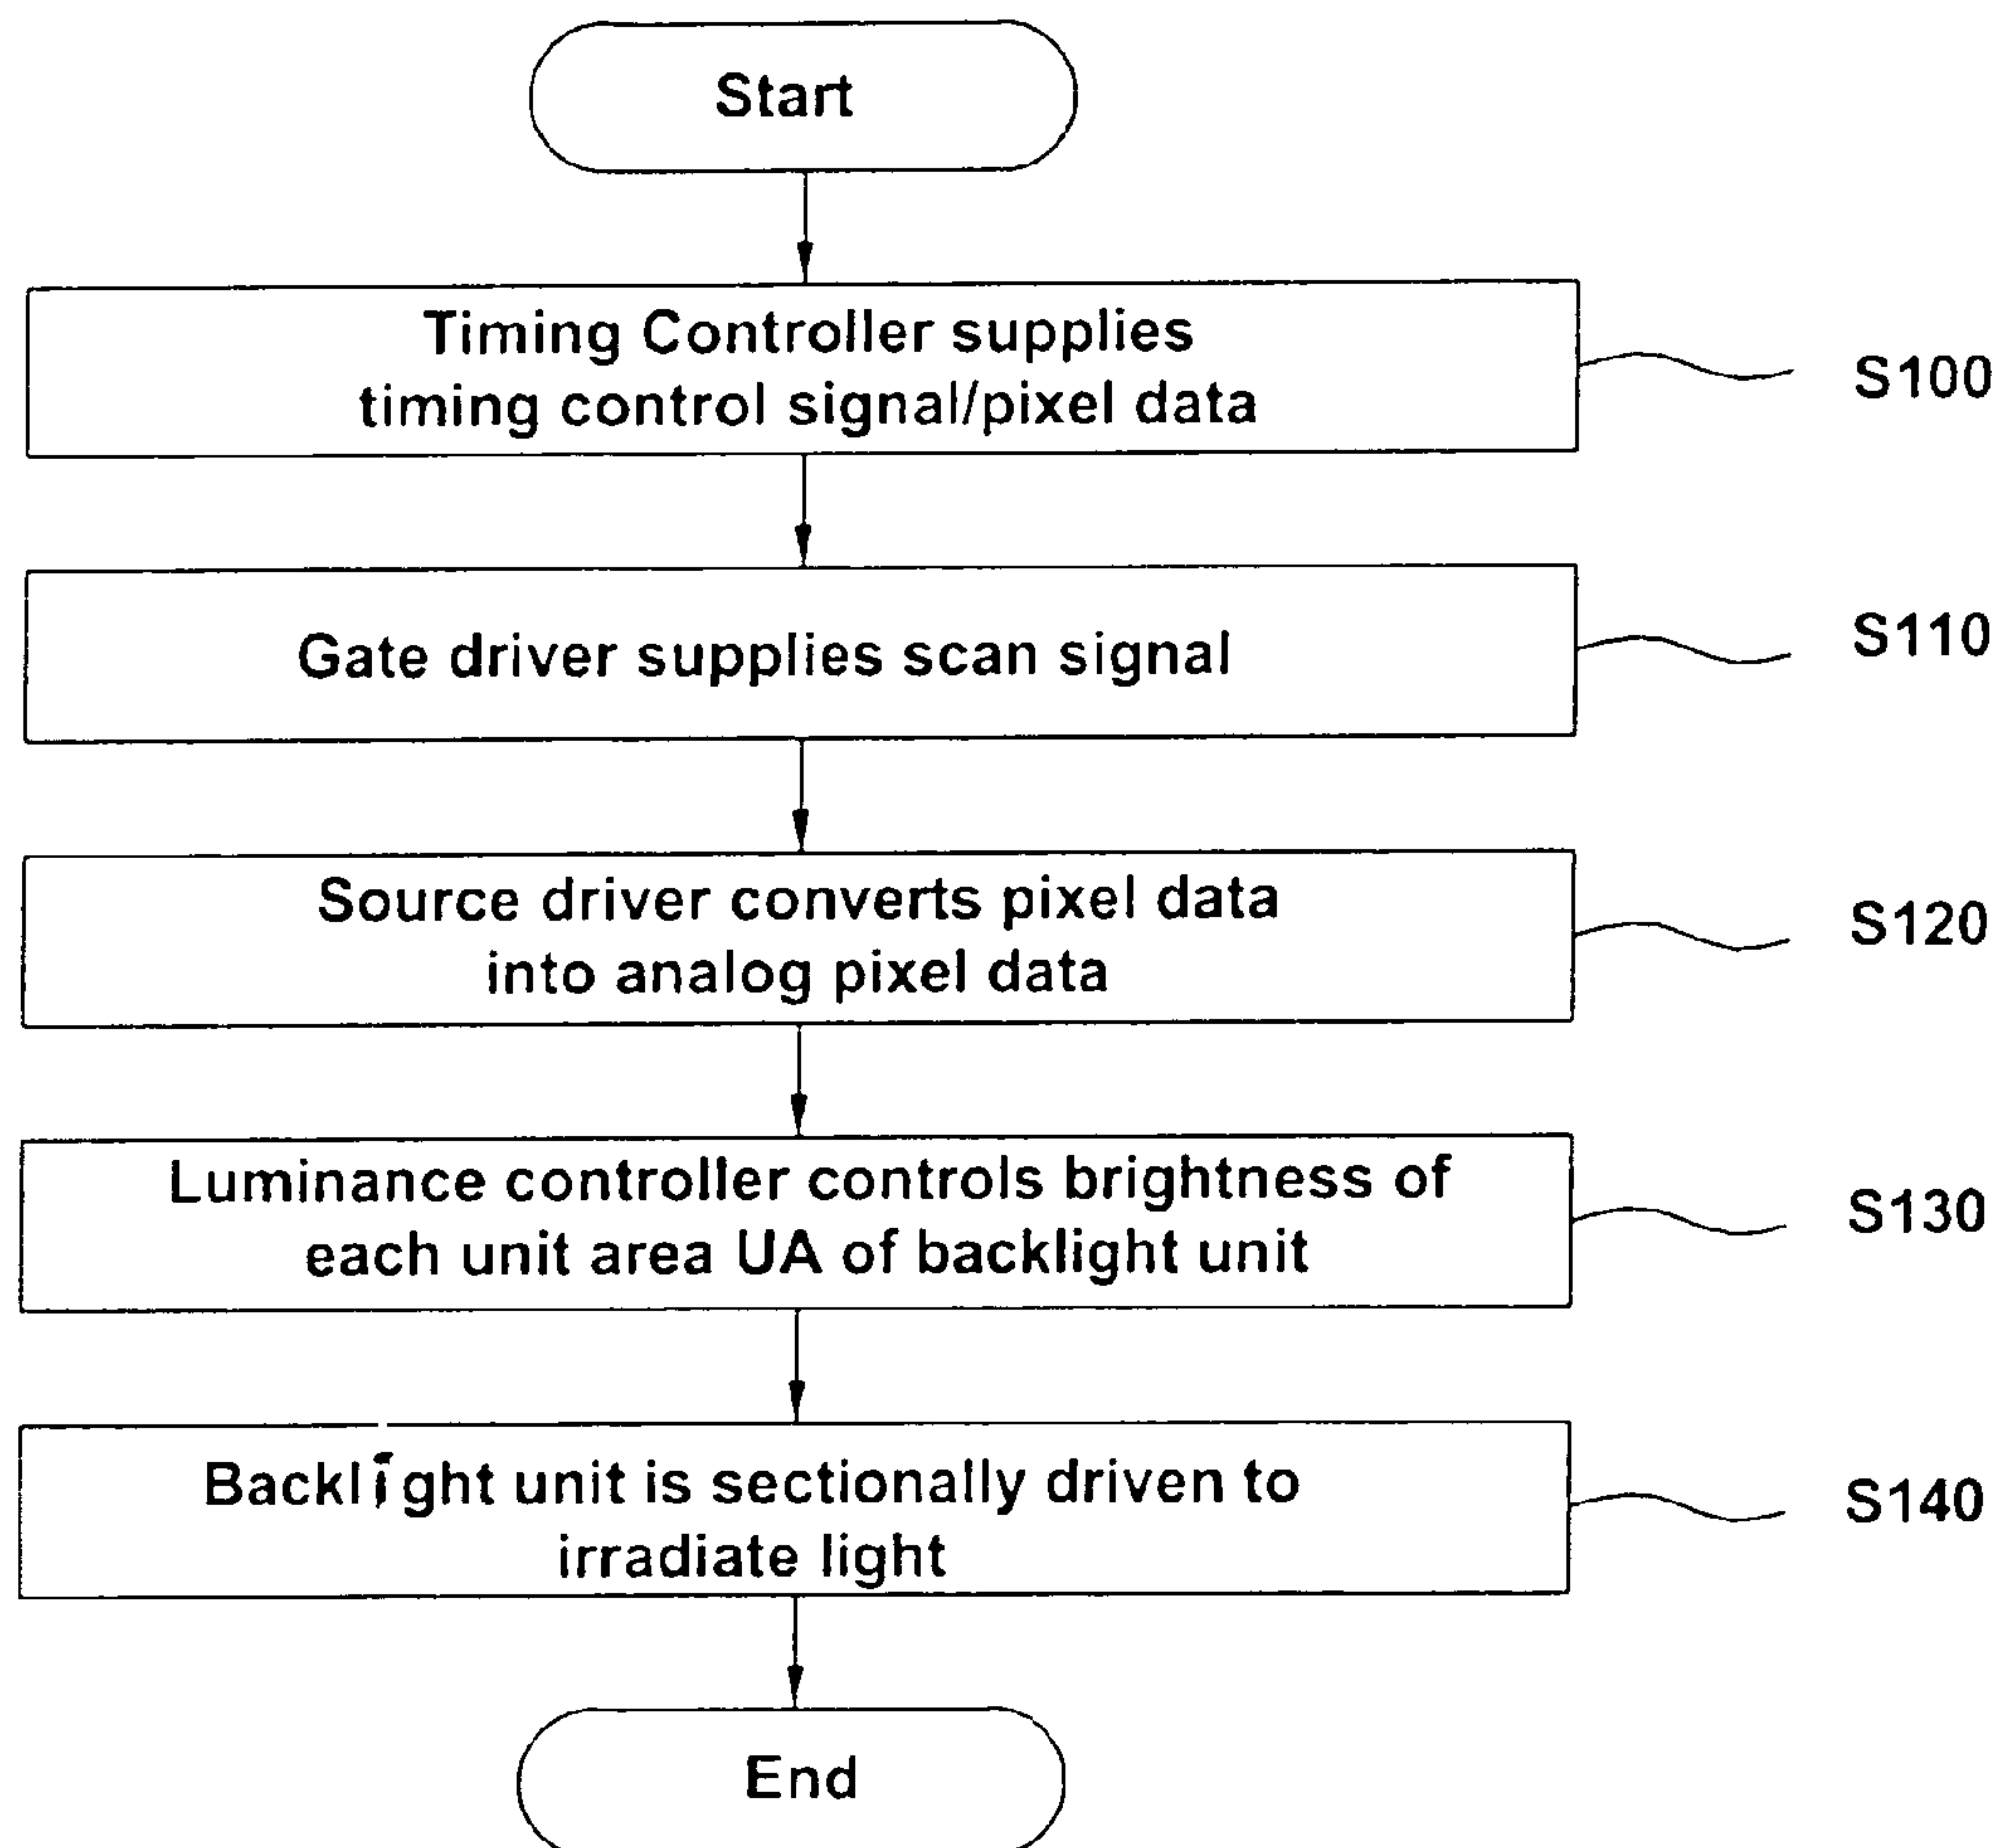 Start
Timing Controller supplies
timing control signal/pixel data
S100
Gate driver supplies scan signal
S110
Source driver converts pixel data
into analog pixel data
S120
Luminance controller controls brightness of
each unit area UA of backlight unit
S130
Backlight unit is sectionally driven to
irradiate light
S140
End